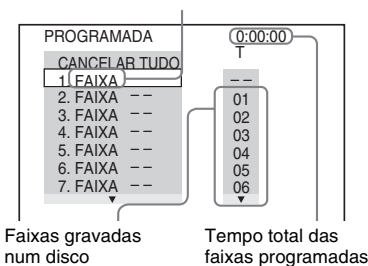 PROGRAMADA 0:00:00
T
CANCELAR TUDO
1. FAIXA – –
2. FAIXA – – 01
3. FAIXA – – 02
4. FAIXA – – 03
5. FAIXA – – 04
6. FAIXA – – 05
7. FAIXA – – 06
Faixas gravadas
num disco
Tempo total das
faixas programadas